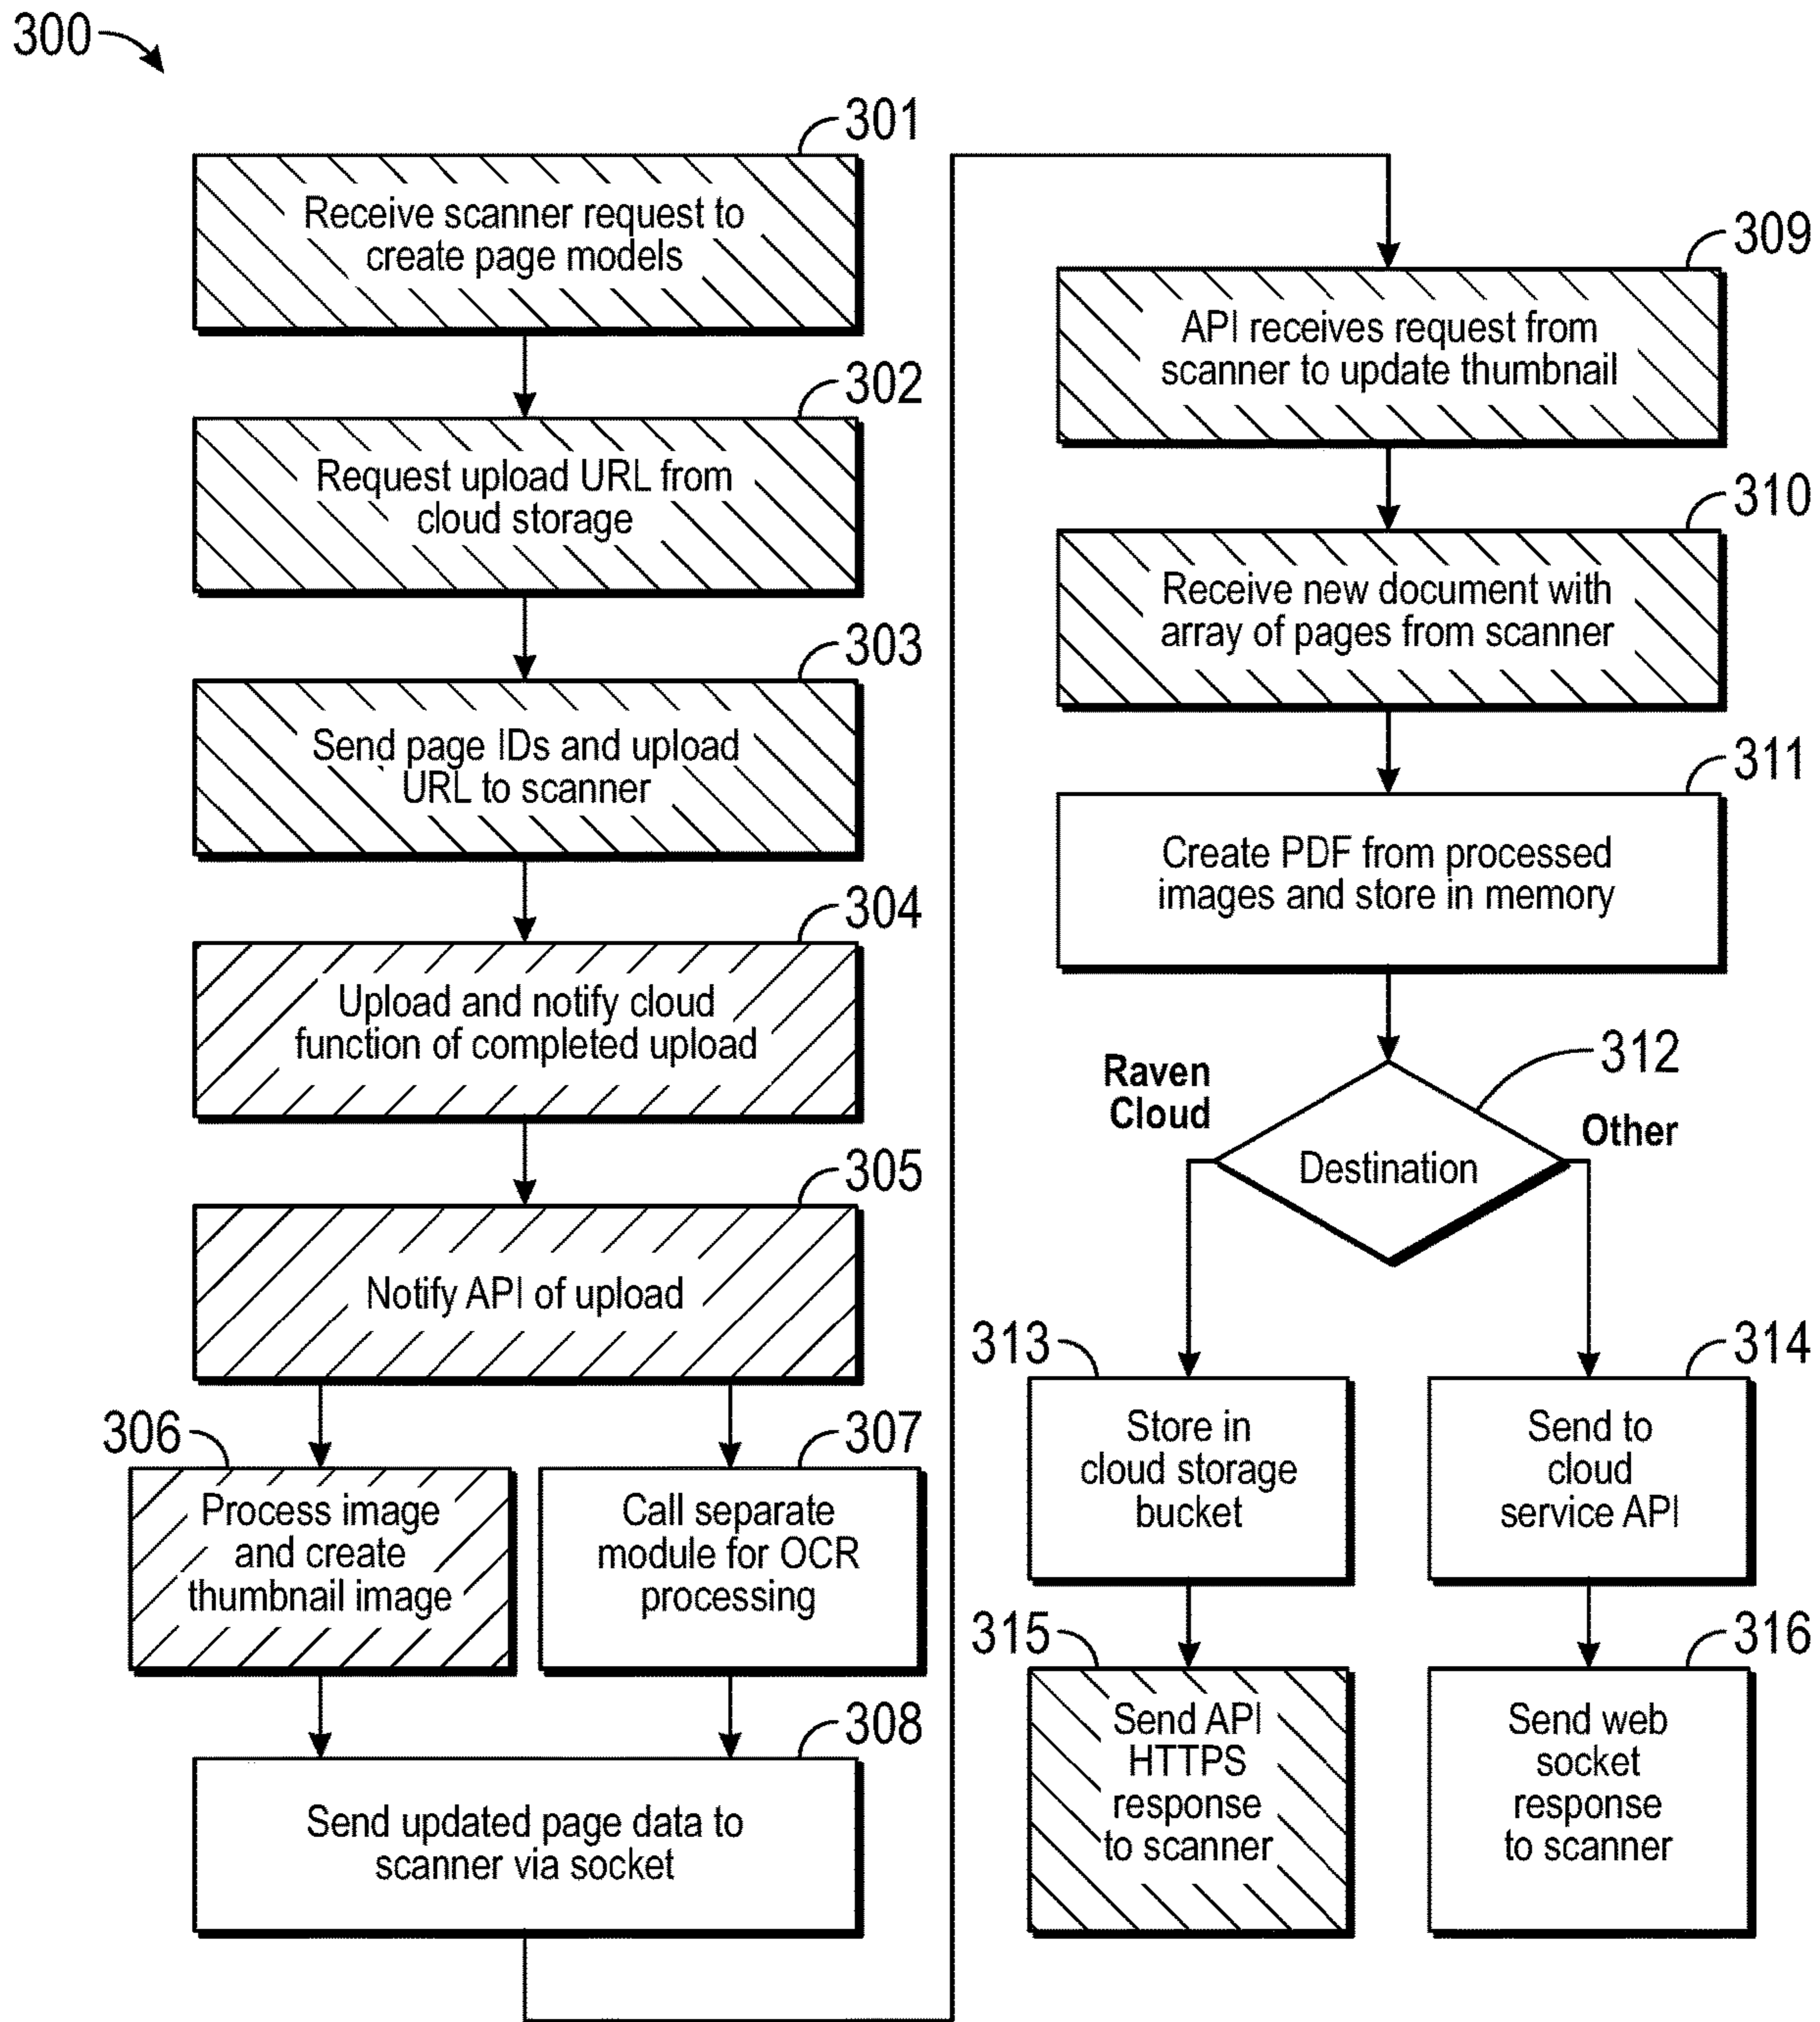 300
301
Receive scanner request to
create page models
302
Request upload URL from
cloud storage
303
Send page IDs and upload
URL to scanner
304
Upload and notify cloud
function of completed upload
305
Notify API of upload
306
Process image
and create
thumbnail image
307
Call separate
module for OCR
processing
308
Send updated page data to
scanner via socket
309
API receives request from
scanner to update thumbnail
310
Receive new document with
array of pages from scanner
311
Create PDF from processed
images and store in memory
312
Raven
Cloud
Other
Destination
313
Store in
cloud storage
bucket
314
Send to
cloud
service API
315
Send API
HTTPS
response
to scanner
316
Send web
socket
response
to scanner